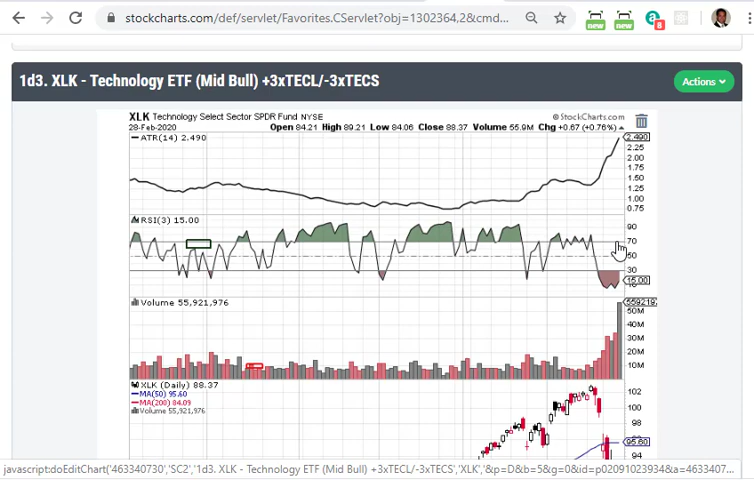 stockcharts.com/def/servlet/Favorites.CServlet?obj=1302364,2&cmd...
new
new
8
1d3. XLK - Technology ETF (Mid Bull) +3xTECL/-3xTECS
Actions
XLK Technology Select Sector SPDR Fund NYSE
© StockCharts.com
28-Feb-2020
Open 84.21 High 89.21 Low 84.06 Close 88.37 Volume 55.9M Chg +0.67 (+0.76%)
ATR(14) 2.490
2.490
2.25
2.00
1.75
1.50
1.25
1.00
0.75
RSI(3) 15.00
90
70
50
30
15.00
Volume 55,921,976
50M
40M
30M
20M
10M
XLK (Daily) 88.37
MA(50) 95.60
MA(200) 84.09
Volume 55,921,976
102
100
98
96
95.60
94
javascript:doEditChart('463340730','SC2','1d3. XLK - Technology ETF (Mid Bull) +3xTECL/-3xTECS','XLK','&p=D&b=5&g=0&id=p02091023934&a=4633407...